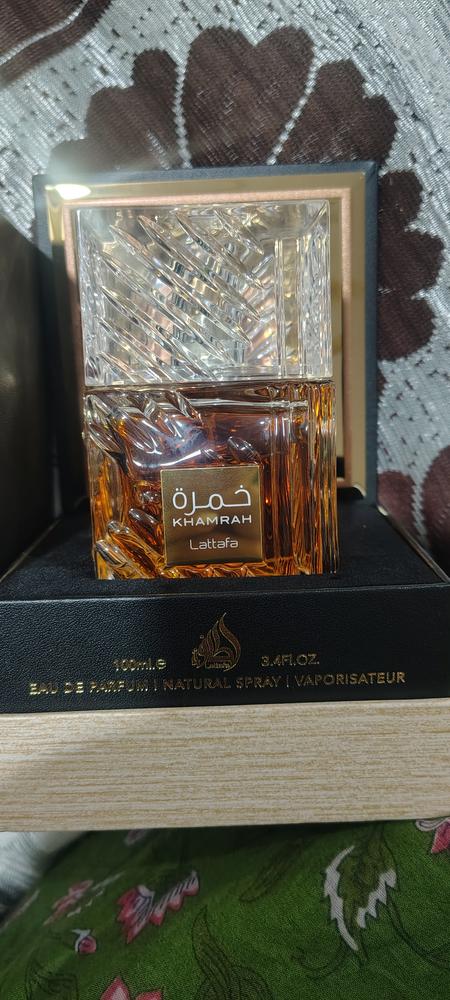 خمرة
KHAMRAH
Lattafa
100ml.e 3.4Fl.OZ.
EAU DE PARFUM | NATURAL SPRAY | VAPORISATEUR